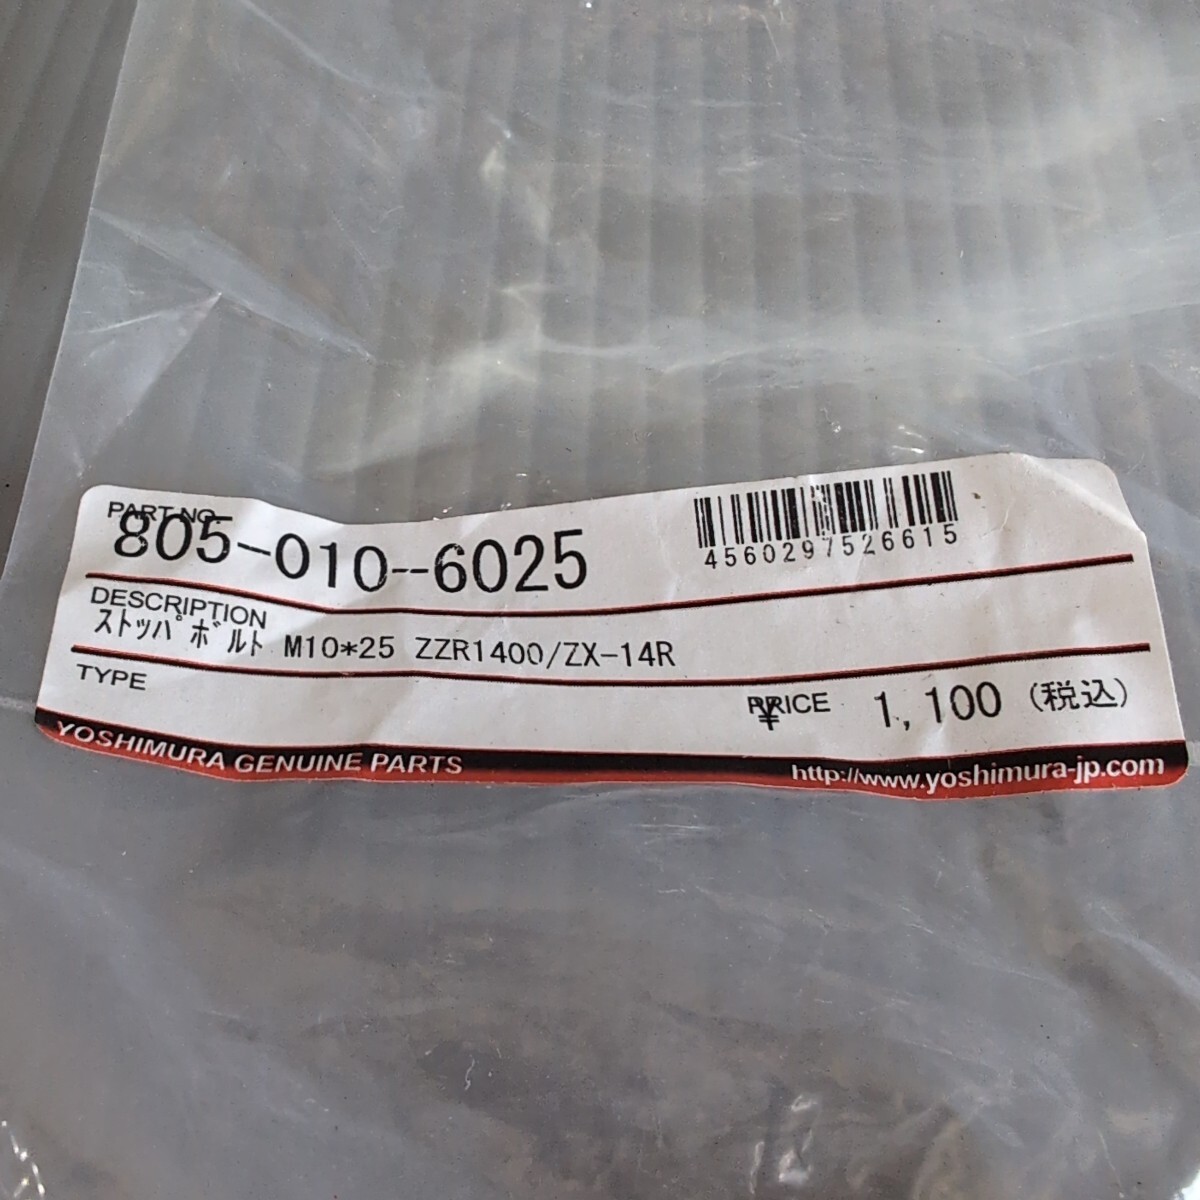 PART NO.
805-010--6025
4560297526615
DESCRIPTION
ｽﾄｯﾊﾟﾎﾞﾙﾄ M10*25 ZZR1400/ZX-14R
TYPE
PRICE ¥ 1,100 (税込)
YOSHIMURA GENUINE PARTS
http://www.yoshimura-jp.com